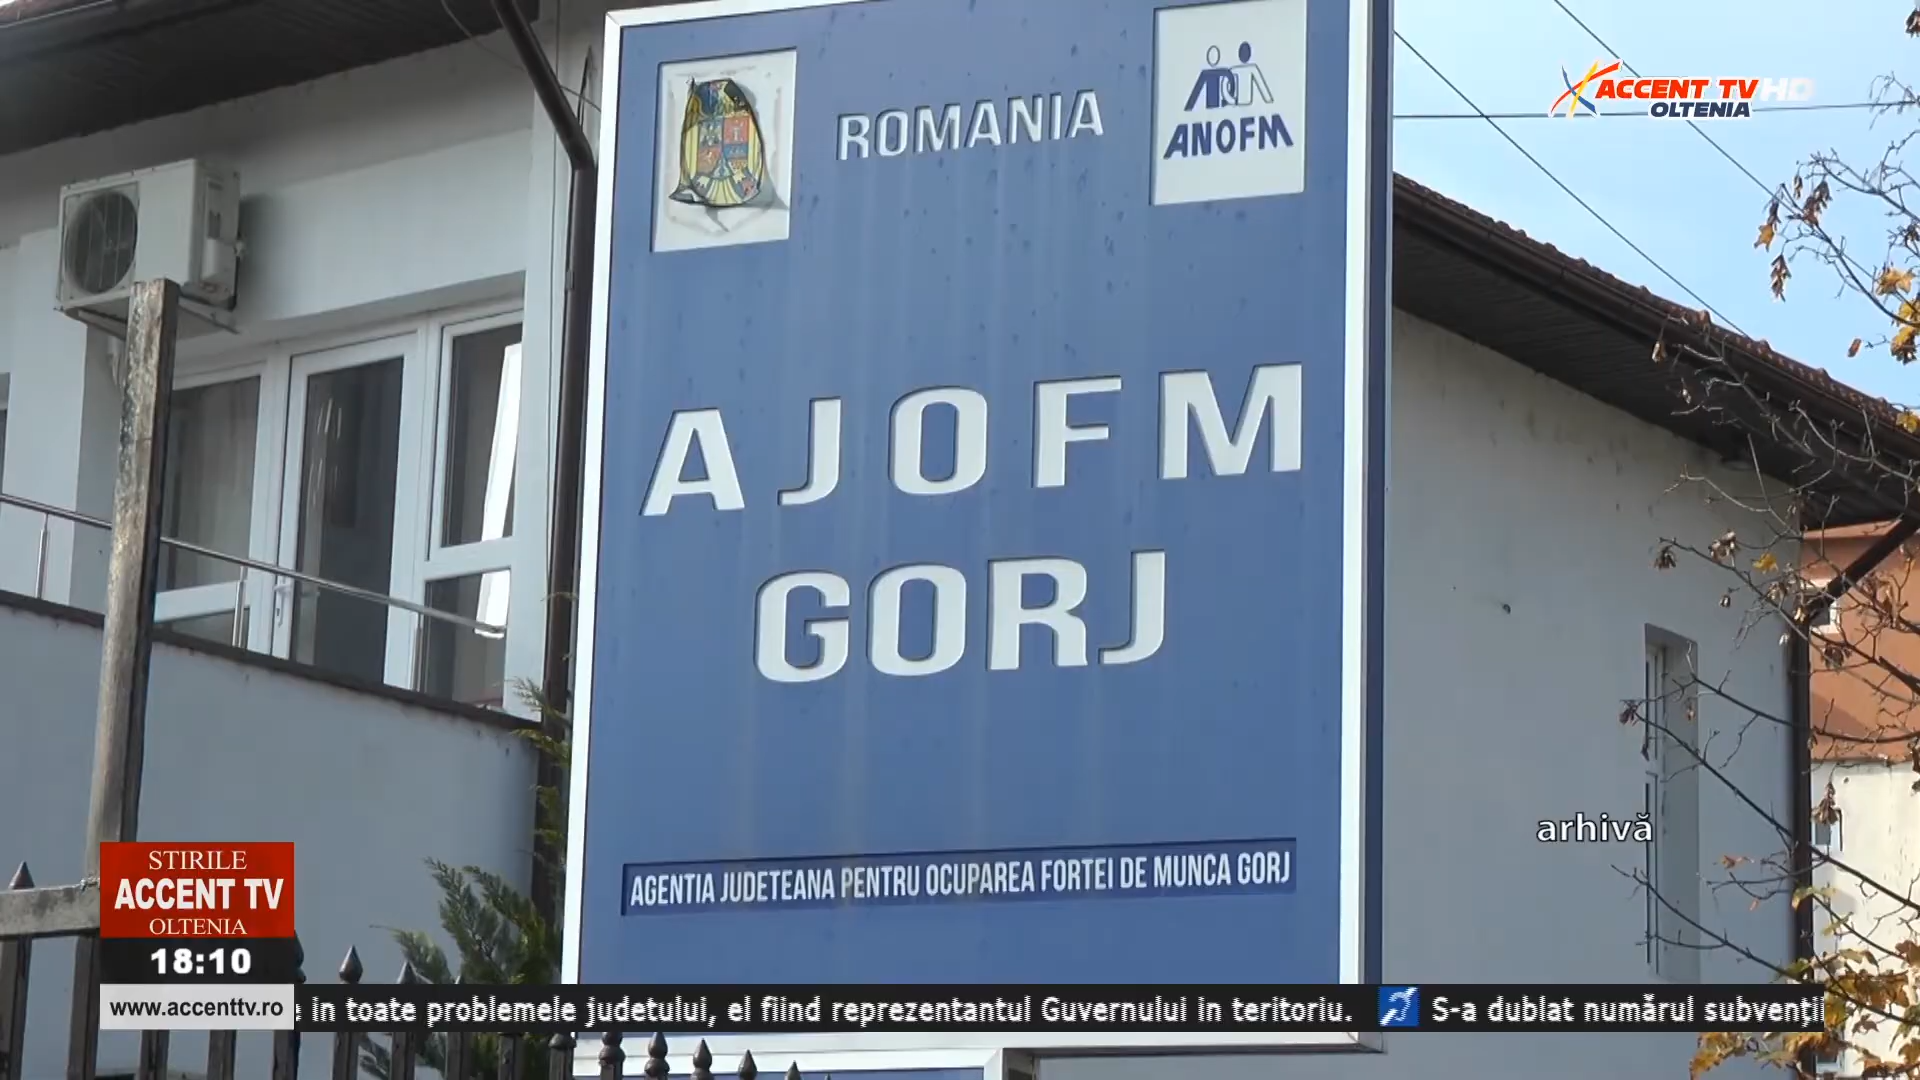 ACCENT TV HD
OLTENIA
ROMANIA
ANOFM
AJOFM
GORJ
AGENTIA JUDETEANA PENTRU OCUPAREA FORTEI DE MUNCA GORJ
arhivă
STIRILE
ACCENT TV
OLTENIA
18:10
www.accenttv.ro
in toate problemele judetului, el fiind reprezentantul Guvernului in teritoriu. S-a dublat numărul